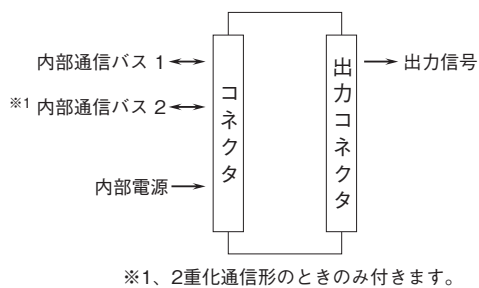 内部通信バス 1
※1 内部通信バス 2
内部電源
コネクタ
出力コネクタ
出力信号
※1、2重化通信形のときのみ付きます。